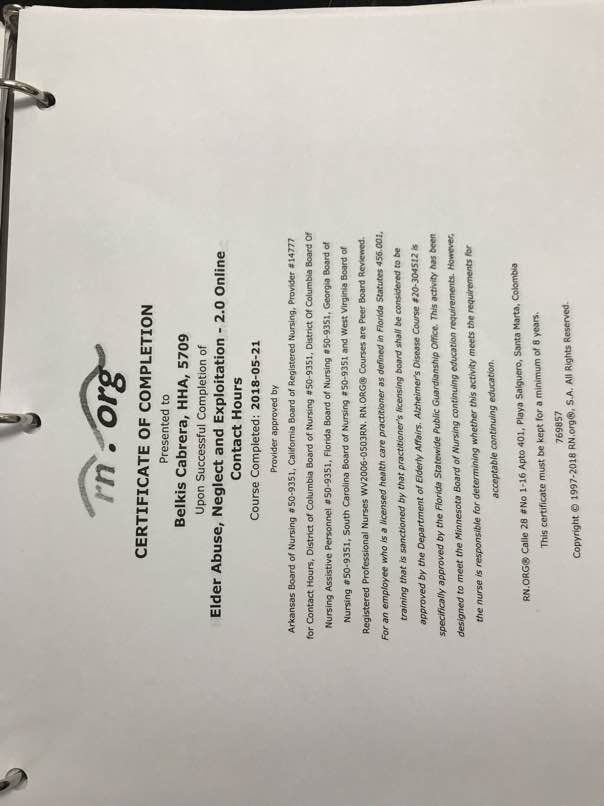 rn.org
CERTIFICATE OF COMPLETION
Presented to
Belkis Cabrera, HHA, 5709
Upon Successful Completion of
Elder Abuse, Neglect and Exploitation – 2.0 Online
Contact Hours
Course Completed: 2018-05-21
Provider approved by
Arkansas Board of Nursing #50-9351, California Board of Registered Nursing, Provider #14777
for Contact Hours, District of Columbia Board of Nursing #50-9351, District Of Columbia Board Of
Nursing Assistive Personnel #50-9351, Florida Board of Nursing #50-9351, Georgia Board of
Nursing #50-9351, South Carolina Board of Nursing #50-9351 and West Virginia Board of
Registered Professional Nurses WV2006-0503RN. RN.ORG® Courses are Peer Board Reviewed.
For an employee who is a licensed health care practitioner as defined in Florida Statutes 456.001,
training that is sanctioned by that practitioner's licensing board shall be considered to be
approved by the Department of Elderly Affairs. Alzheimer's Disease Course #20-304512 is
specifically approved by the Florida Statewide Public Guardianship Office. This activity has been
designed to meet the Minnesota Board of Nursing continuing education requirements. However,
the nurse is responsible for determining whether this activity meets the requirements for
acceptable continuing education.
RN.ORG® Calle 28 #No 1-16 Apto 401, Playa Salguero, Santa Marta, Colombia
This certificate must be kept for a minimum of 8 years.
769857
Copyright © 1997-2018 RN.org®, S.A. All Rights Reserved.